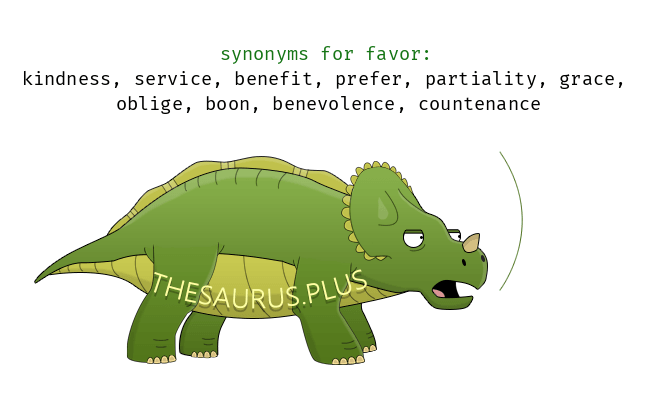 synonyms for favor:
kindness, service, benefit, prefer, partiality, grace,
oblige, boon, benevolence, countenance
THESAURUS.PLUS